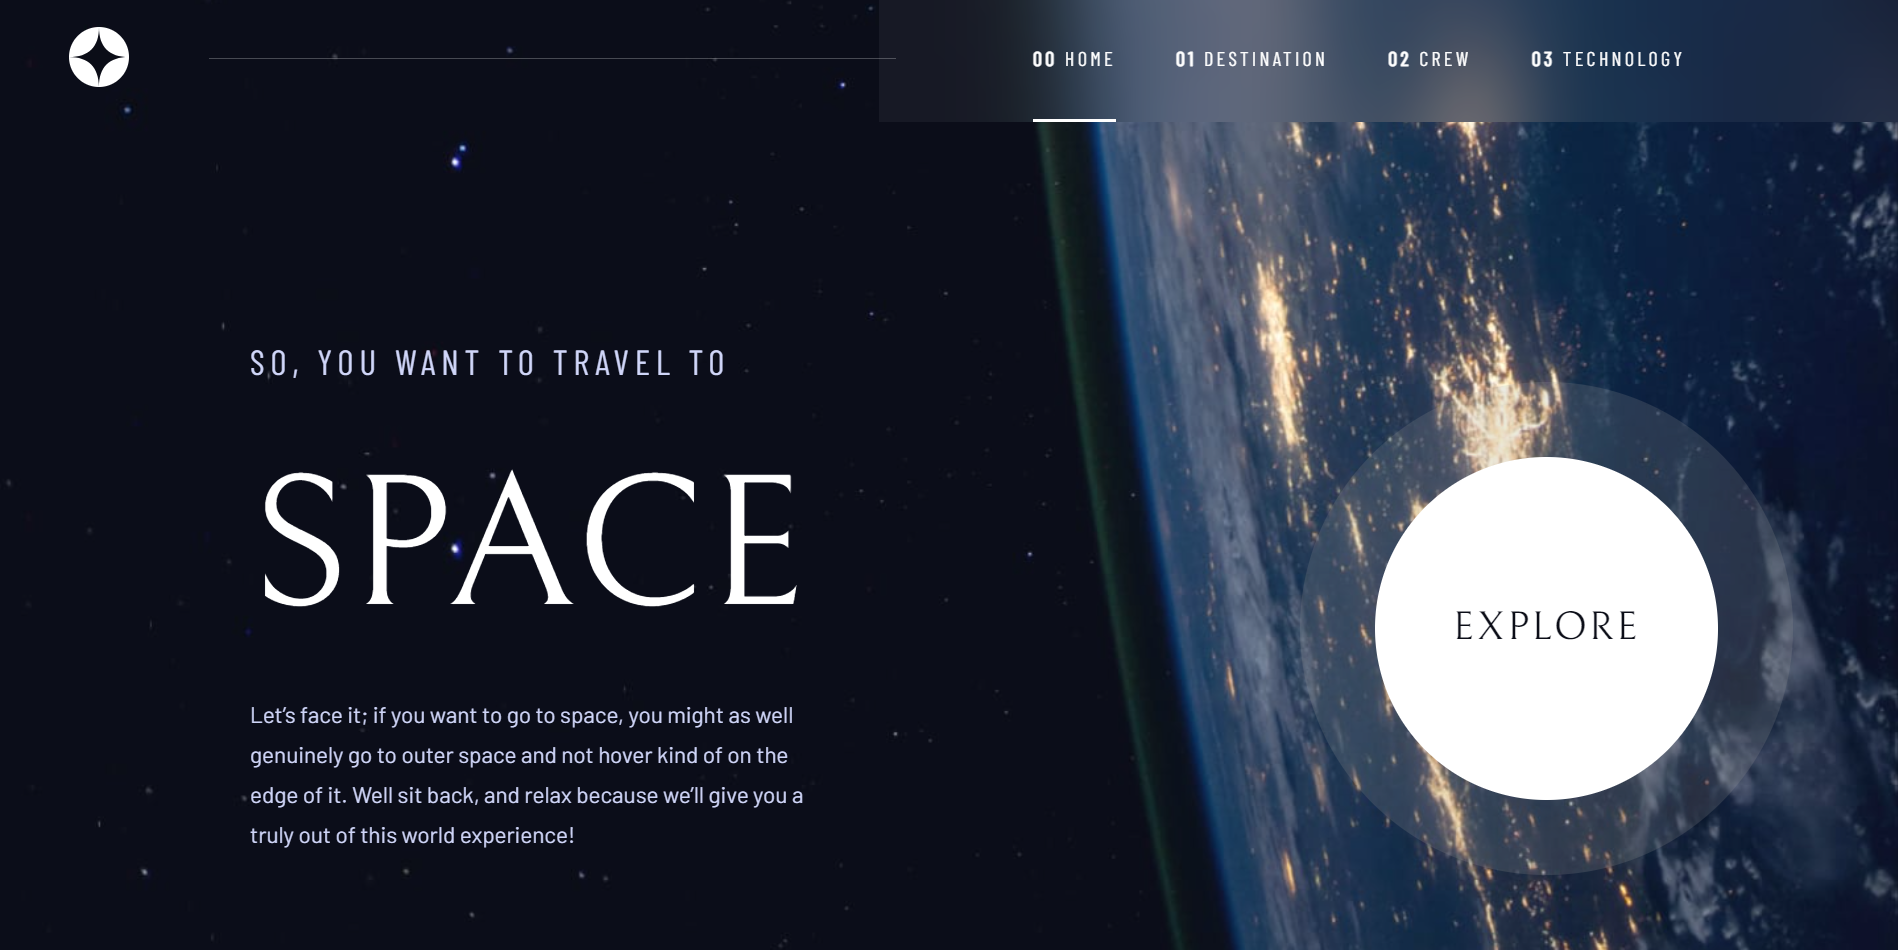 00 HOME 01 DESTINATION 02 CREW 03 TECHNOLOGY
SO, YOU WANT TO TRAVEL TO
SPACE
Let’s face it; if you want to go to space, you might as well
genuinely go to outer space and not hover kind of on the
edge of it. Well sit back, and relax because we’ll give you a
truly out of this world experience!
EXPLORE